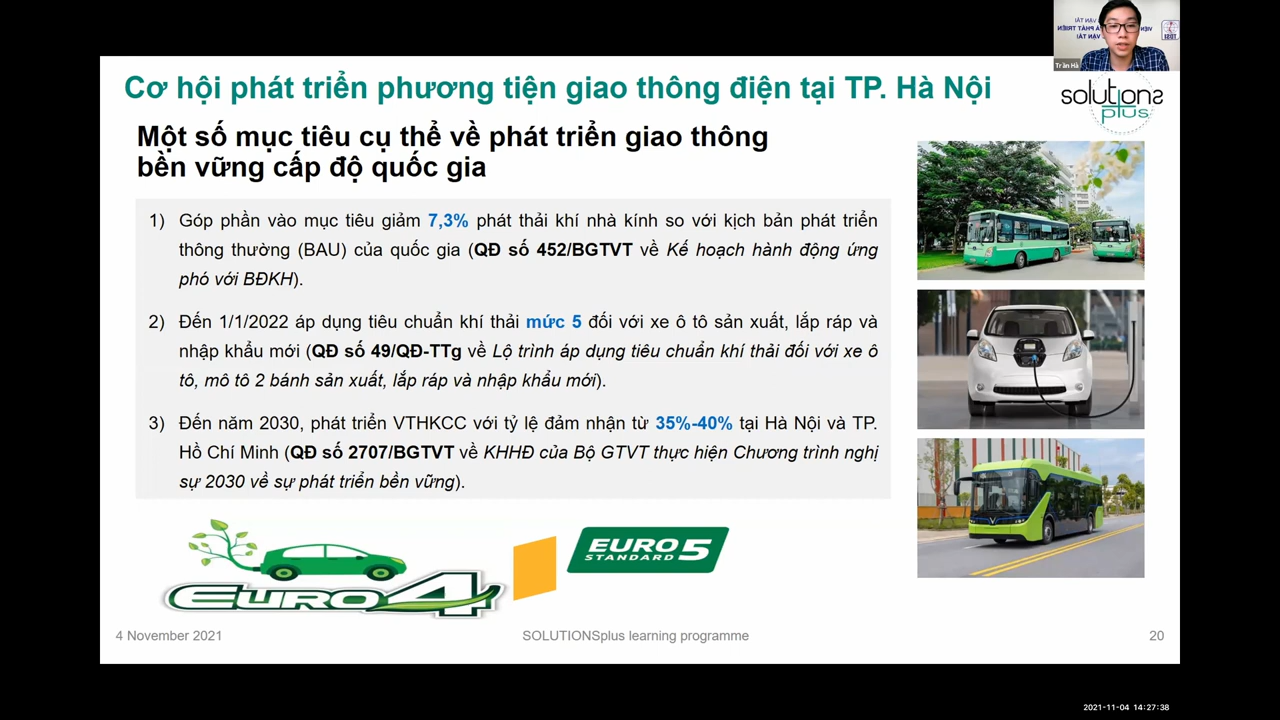 Cơ hội phát triển phương tiện giao thông điện tại TP. Hà Nội
Một số mục tiêu cụ thể về phát triển giao thông
bền vững cấp độ quốc gia
1) Góp phần vào mục tiêu giảm 7,3% phát thải khí nhà kính so với kịch bản phát triển
thông thường (BAU) của quốc gia (QĐ số 452/BGTVT về Kế hoạch hành động ứng
phó với BĐKH).
2) Đến 1/1/2022 áp dụng tiêu chuẩn khí thải mức 5 đối với xe ô tô sản xuất, lắp ráp và
nhập khẩu mới (QĐ số 49/QĐ-TTg về Lộ trình áp dụng tiêu chuẩn khí thải đối với xe ô
tô, mô tô 2 bánh sản xuất, lắp ráp và nhập khẩu mới).
3) Đến năm 2030, phát triển VTHKCC với tỷ lệ đảm nhận từ 35%-40% tại Hà Nội và TP.
Hồ Chí Minh (QĐ số 2707/BGTVT về KHHĐ của Bộ GTVT thực hiện Chương trình nghị
sự 2030 về sự phát triển bền vững).
EURO 4
EURO 5
STANDARD
4 November 2021
SOLUTIONSplus learning programme
20
Trần Hà
solutions
plus
2021-11-04 14:27:38